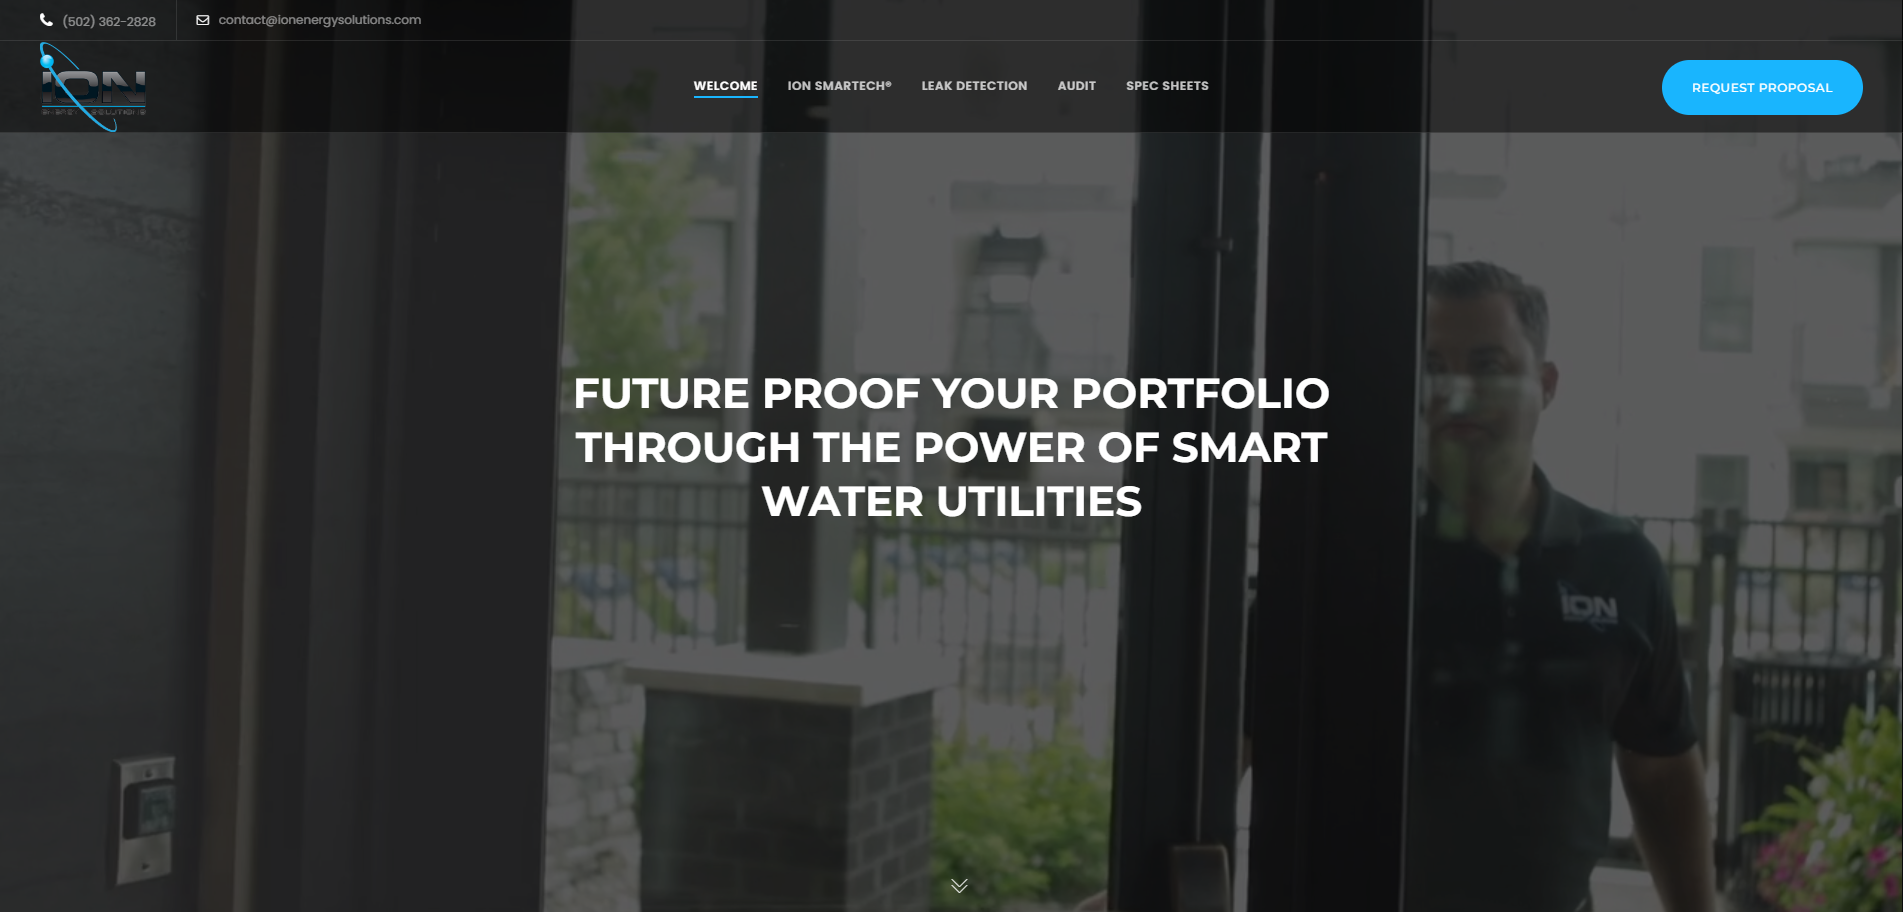 (502) 362-2828
contact@ionenergysolutions.com
ION
ENERGY SOLUTIONS
WELCOME
ION SMARTECH®
LEAK DETECTION
AUDIT
SPEC SHEETS
REQUEST PROPOSAL
FUTURE PROOF YOUR PORTFOLIO
THROUGH THE POWER OF SMART
WATER UTILITIES
ION